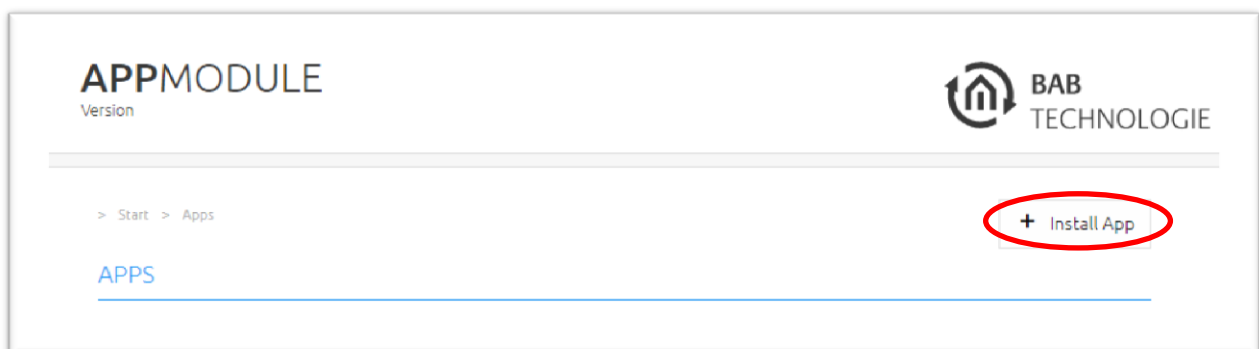 APPMODULE
Version
BAB
TECHNOLOGIE
> Start > Apps
+ Install App
APPS